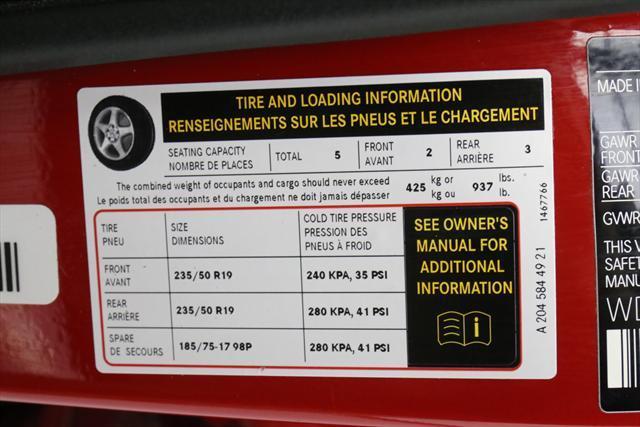 TIRE AND LOADING INFORMATION
RENSEIGNEMENTS SUR LES PNEUS ET LE CHARGEMENT
SEATING CAPACITY
NOMBRE DE PLACES
TOTAL 5
FRONT
AVANT
2
REAR
ARRIÈRE
3
The combined weight of occupants and cargo should never exceed
Le poids total des occupants et du chargement ne doit jamais dépasser
425 kg or
kg ou
937 lbs.
lb.
TIRE
PNEU
SIZE
DIMENSIONS
COLD TIRE PRESSURE
PRESSION DES
PNEUS À FROID
FRONT
AVANT
235/50 R19
240 KPA, 35 PSI
REAR
ARRIÈRE
235/50 R19
280 KPA, 41 PSI
SPARE
DE SECOURS
185/75-17 98P
280 KPA, 41 PSI
SEE OWNER'S
MANUAL FOR
ADDITIONAL
INFORMATION
i
A 204 584 49 21
1467766
MADE I
GAWR
FRONT
GAWR
REAR
GVWR
THIS V
SAFET
MANU
WD